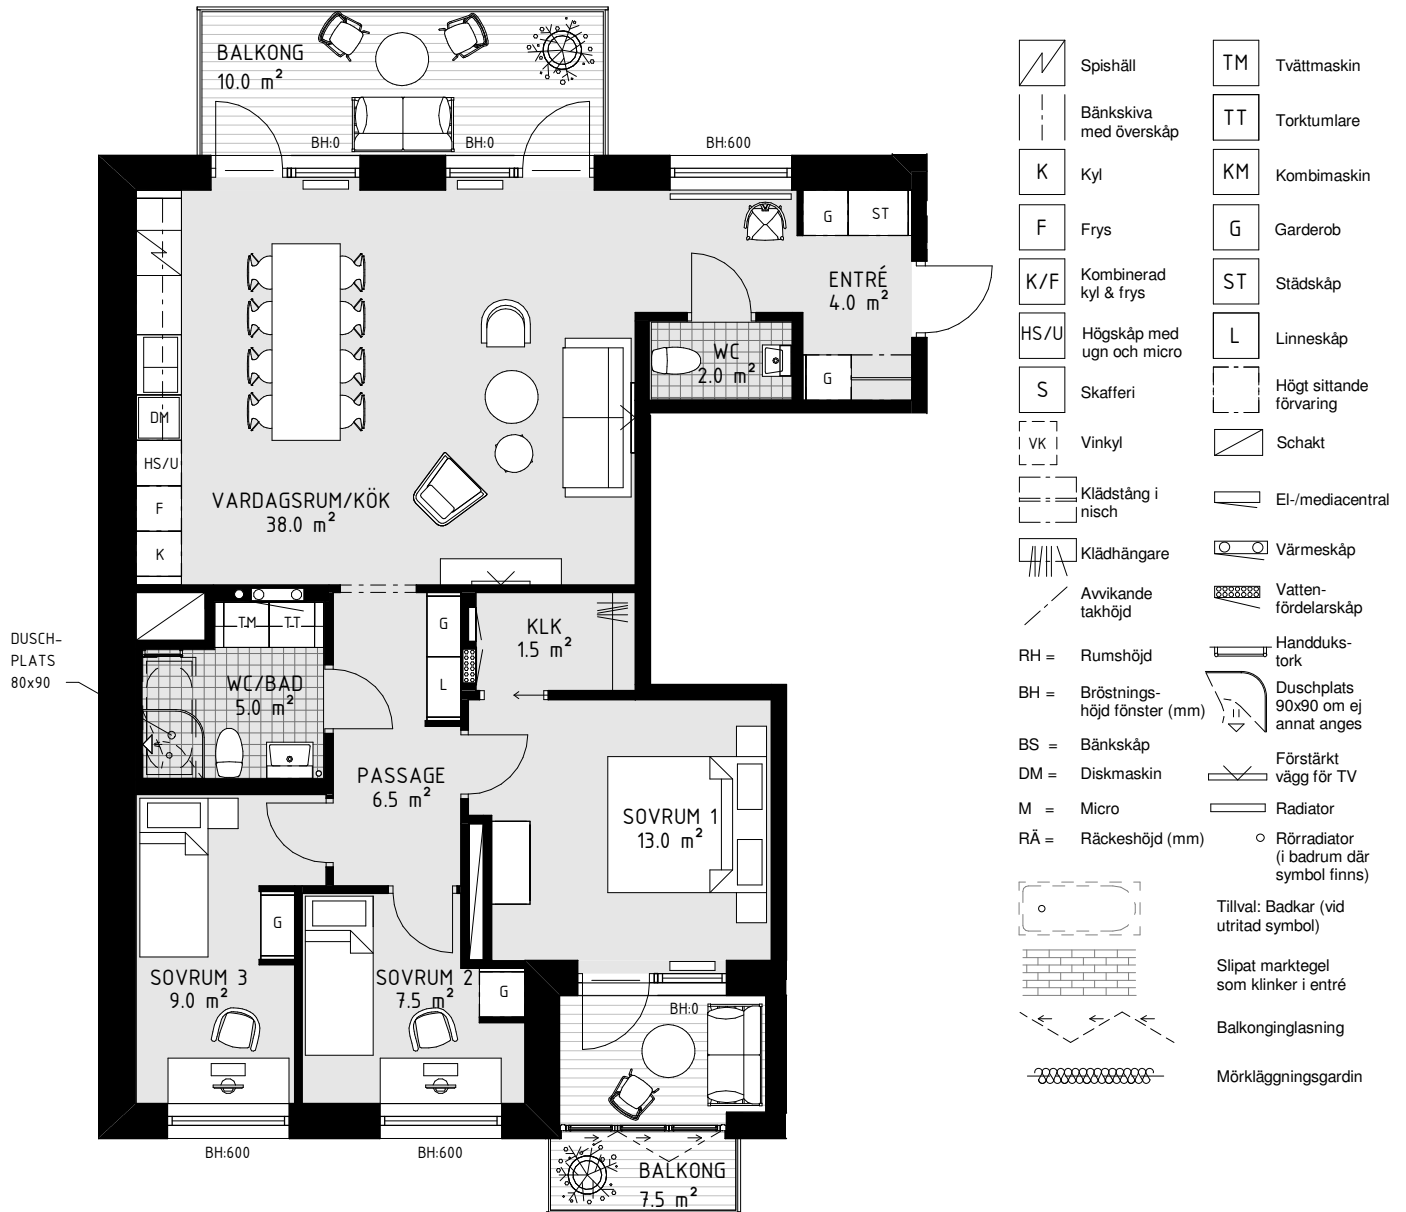 BALKONG
10.0 m²
BH:0
BH:0
BH:600
G
ST
ENTRÉ
4.0 m²
WC
2.0 m²
G
DM
HS/U
F
K
VARDAGSRUM/KÖK
38.0 m²
DUSCH-
PLATS
80x90
TM
TT
WC/BAD
5.0 m²
G
L
KLK
1.5 m²
PASSAGE
6.5 m²
SOVRUM 1
13.0 m²
G
SOVRUM 3
9.0 m²
SOVRUM 2
7.5 m²
G
BH:0
BH:600
BH:600
BALKONG
7.5 m²
Spishäll
Bänkskiva
med överskåp
K
Kyl
F
Frys
K/F
Kombinerad
kyl & frys
HS/U
Högskåp med
ugn och micro
S
Skafferi
VK
Vinkyl
Klädstång i
nisch
Klädhängare
Avvikande
takhöjd
RH = Rumshöjd
BH = Bröstnings-
höjd fönster (mm)
BS = Bänkskåp
DM = Diskmaskin
M = Micro
RÄ = Räckeshöjd (mm)
TM
Tvättmaskin
TT
Torktumlare
KM
Kombimaskin
G
Garderob
ST
Städskåp
L
Linneskåp
Högt sittande
förvaring
Schakt
El-/mediacentral
Värmeskåp
Vatten-
fördelarskåp
Handduks-
tork
Duschplats
90x90 om ej
annat anges
Förstärkt
vägg för TV
Radiator
Rörradiator
(i badrum där
symbol finns)
Tillval: Badkar (vid
utritad symbol)
Slipat marktegel
som klinker i entré
Balkonginglasning
Mörkläggningsgardin